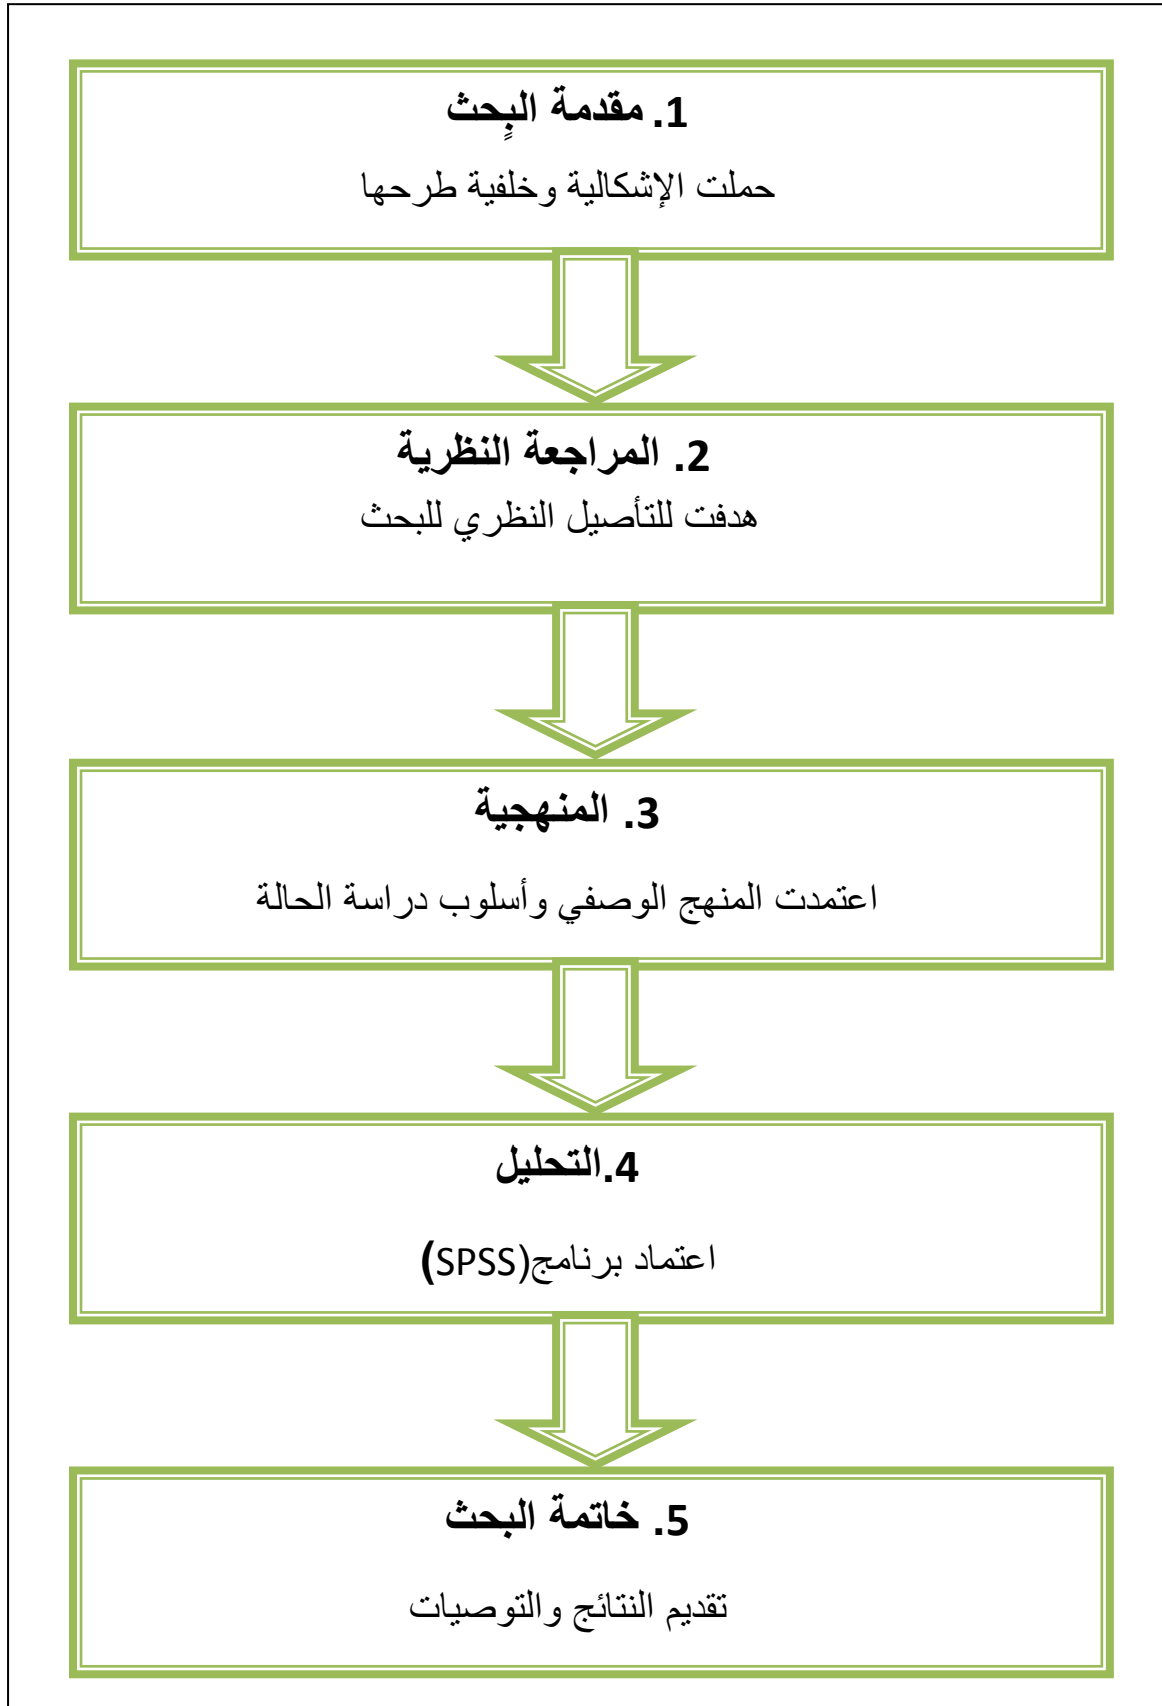 1. مقدمة البٍحث
حملت الإشكالية وخلفية طرحها
2. المراجعة النظرية
هدفت للتأصيل النظري للبحث
3. المنهجية
اعتمدت المنهج الوصفي وأسلوب دراسة الحالة
4.التحليل
اعتماد برنامج(SPSS)
5. خاتمة البحث
تقديم النتائج والتوصيات